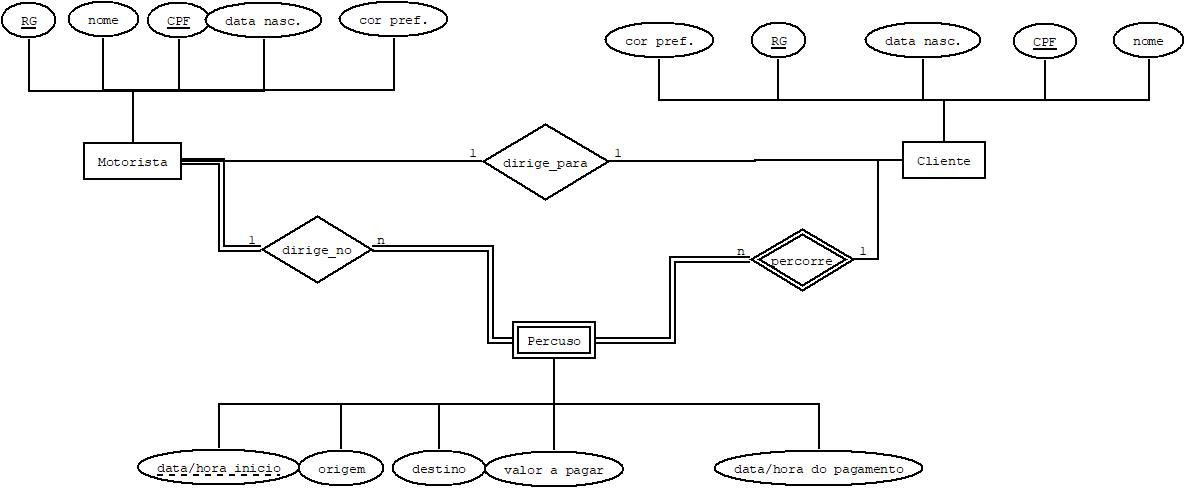 RG
nome
CPF
data nasc.
cor pref.
cor pref.
RG
data nasc.
CPF
nome
Motorista
1
dirige_para
1
Cliente
1
dirige_no
n
n
percorre
1
Percuso
data/hora inicio
origem
destino
valor a pagar
data/hora do pagamento